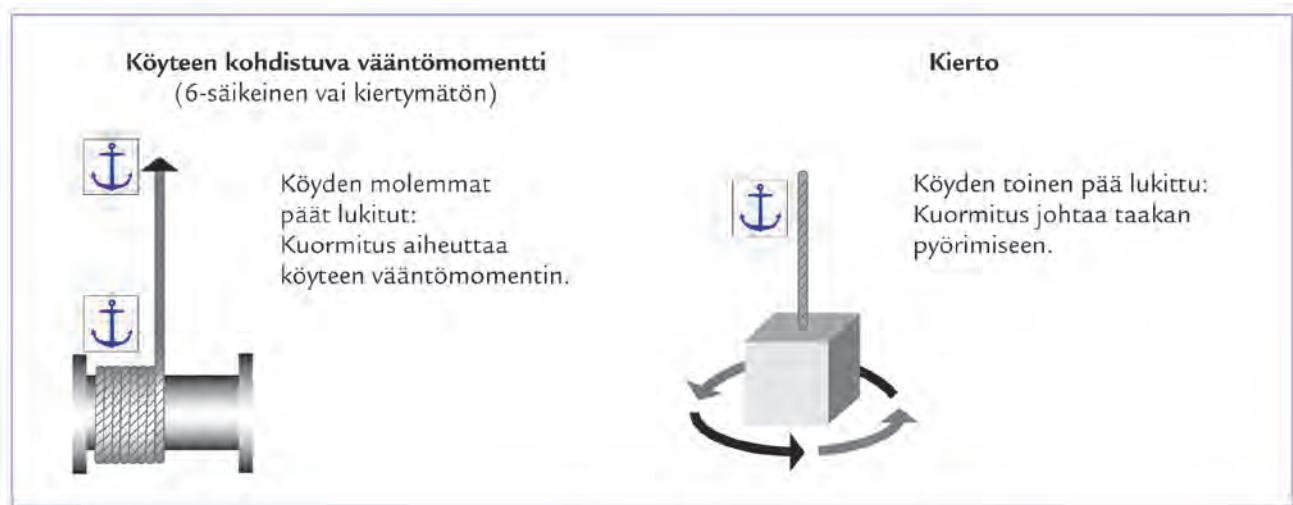 Köyteen kohdistuva vääntömomentti
(6-säikeinen vai kiertymätön)
Köyden molemmat
päät lukitut:
Kuormitus aiheuttaa
köyteen vääntömomentin.
Kierto
Köyden toinen pää lukittu:
Kuormitus johtaa taakan
pyörimiseen.